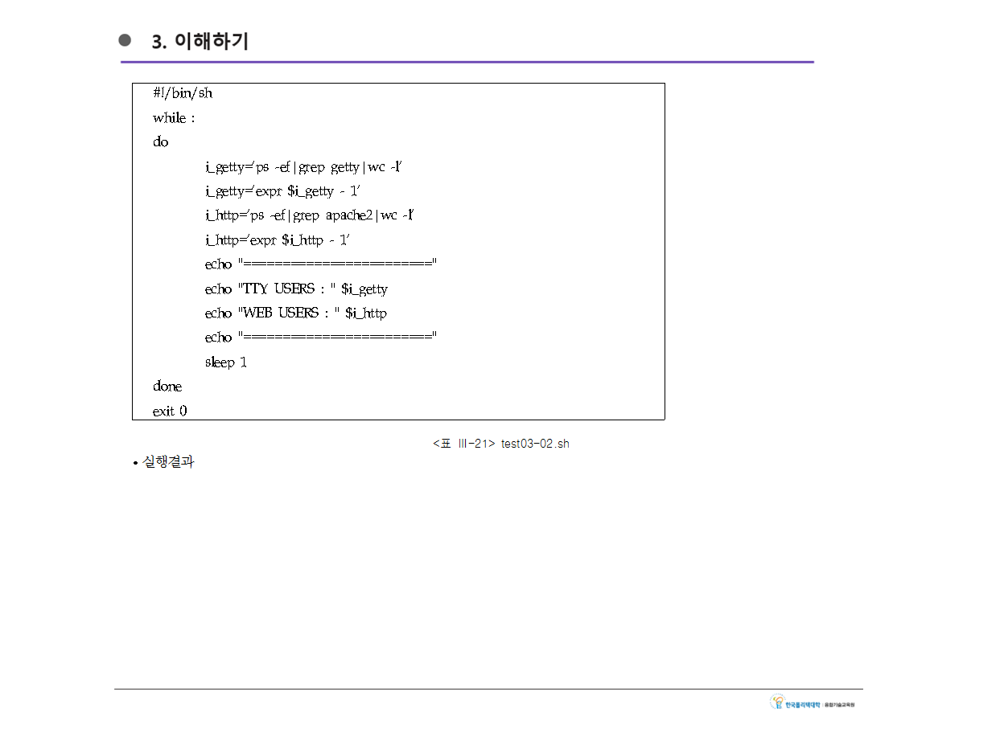 ● 3. 이해하기
#!/bin/sh
while :
do
i_getty='ps -ef|grep getty|wc -l'
i_getty='expr $i_getty - 1'
i_http='ps -ef|grep apache2|wc -l'
i_http='expr $i_http - 1'
echo "========================"
echo "TTY USERS : " $i_getty
echo "WEB USERS : " $i_http
echo "========================"
sleep 1
done
exit 0
<표 Ⅲ-21> test03-02.sh
• 실행결과
한국폴리텍대학 | 융합기술교육원